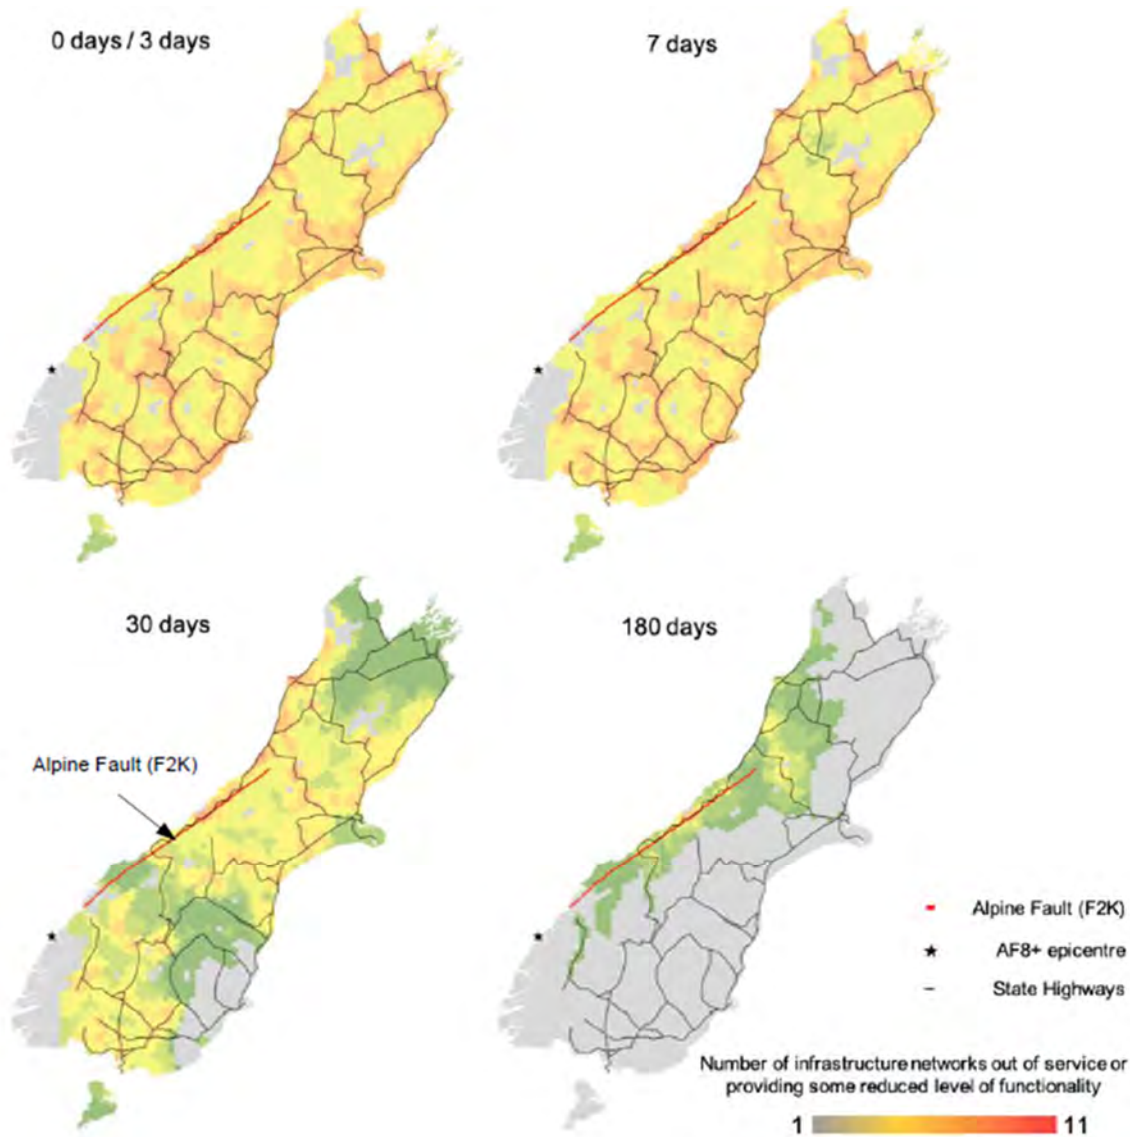 0 days / 3 days
7 days
30 days
180 days
Alpine Fault (F2K)
Alpine Fault (F2K)
AF8+ epicentre
State Highways
Number of infrastructure networks out of service or
providing some reduced level of functionality
1 11